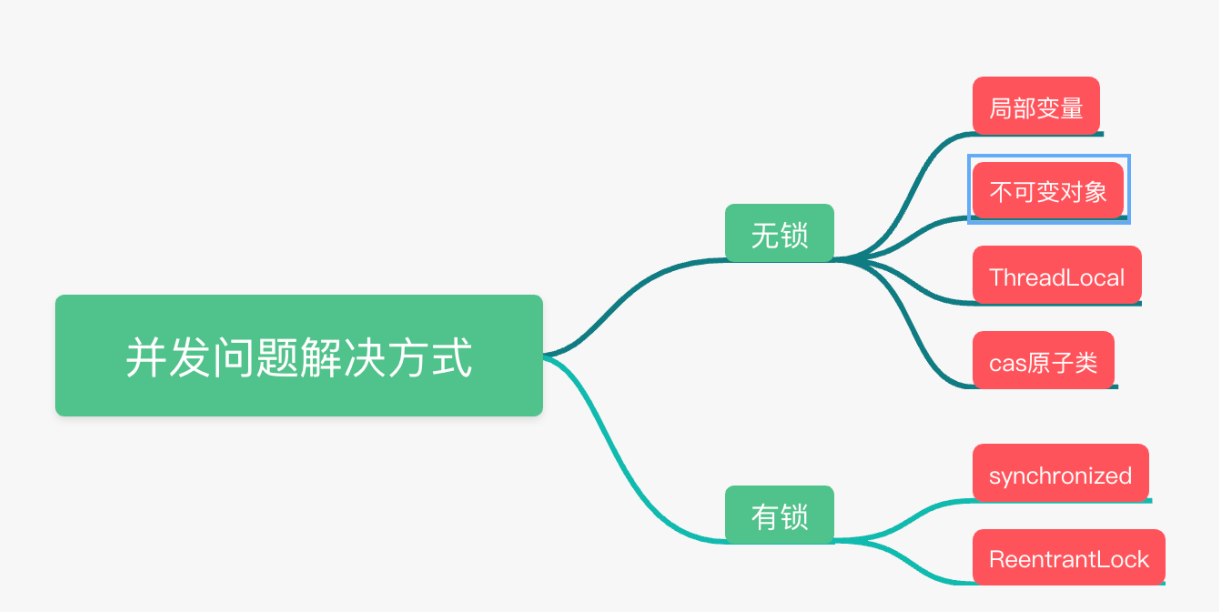 并发问题解决方式
无锁
局部变量
不可变对象
ThreadLocal
cas原子类
有锁
synchronized
ReentrantLock